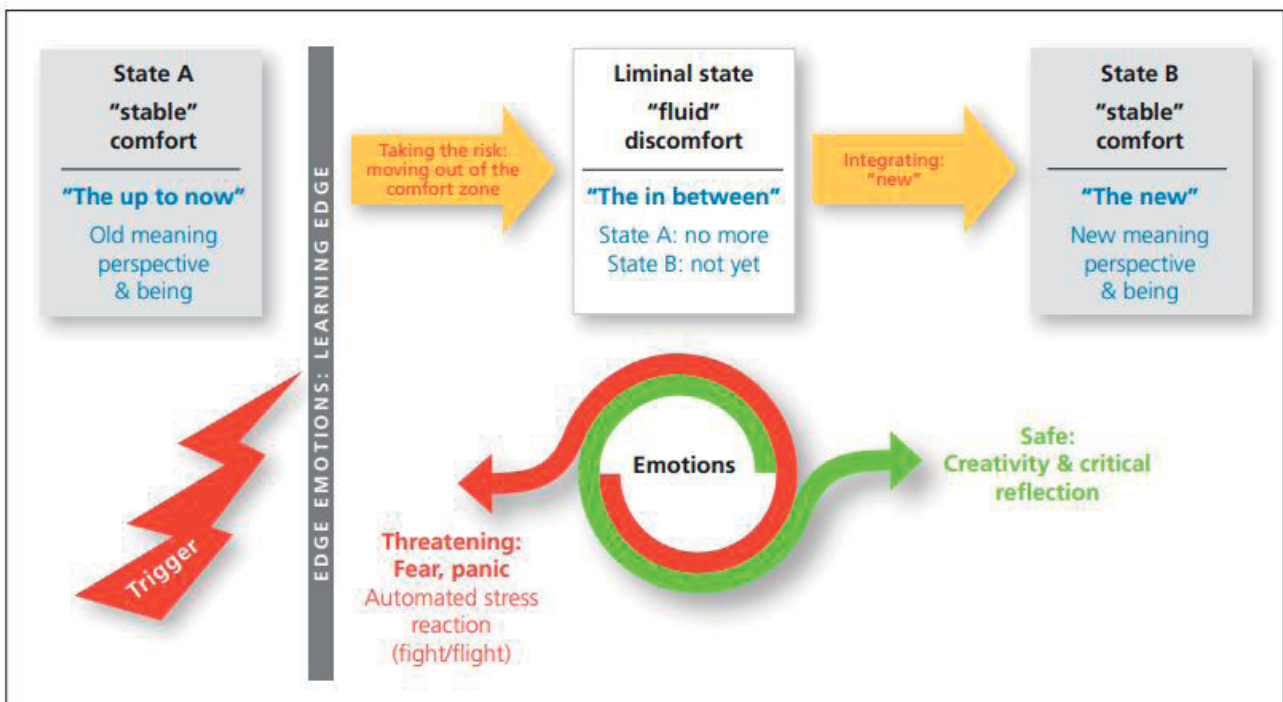 State A
"stable"
comfort
"The up to now"
Old meaning
perspective
& being
Trigger
EDGE EMOTIONS: LEARNING EDGE
Taking the risk:
moving out of the
comfort zone
Liminal state
"fluid"
discomfort
"The in between"
State A: no more
State B: not yet
Integrating:
"new"
State B
"stable"
comfort
"The new"
New meaning
perspective
& being
Emotions
Threatening:
Fear, panic
Automated stress
reaction
(fight/flight)
Safe:
Creativity & critical
reflection